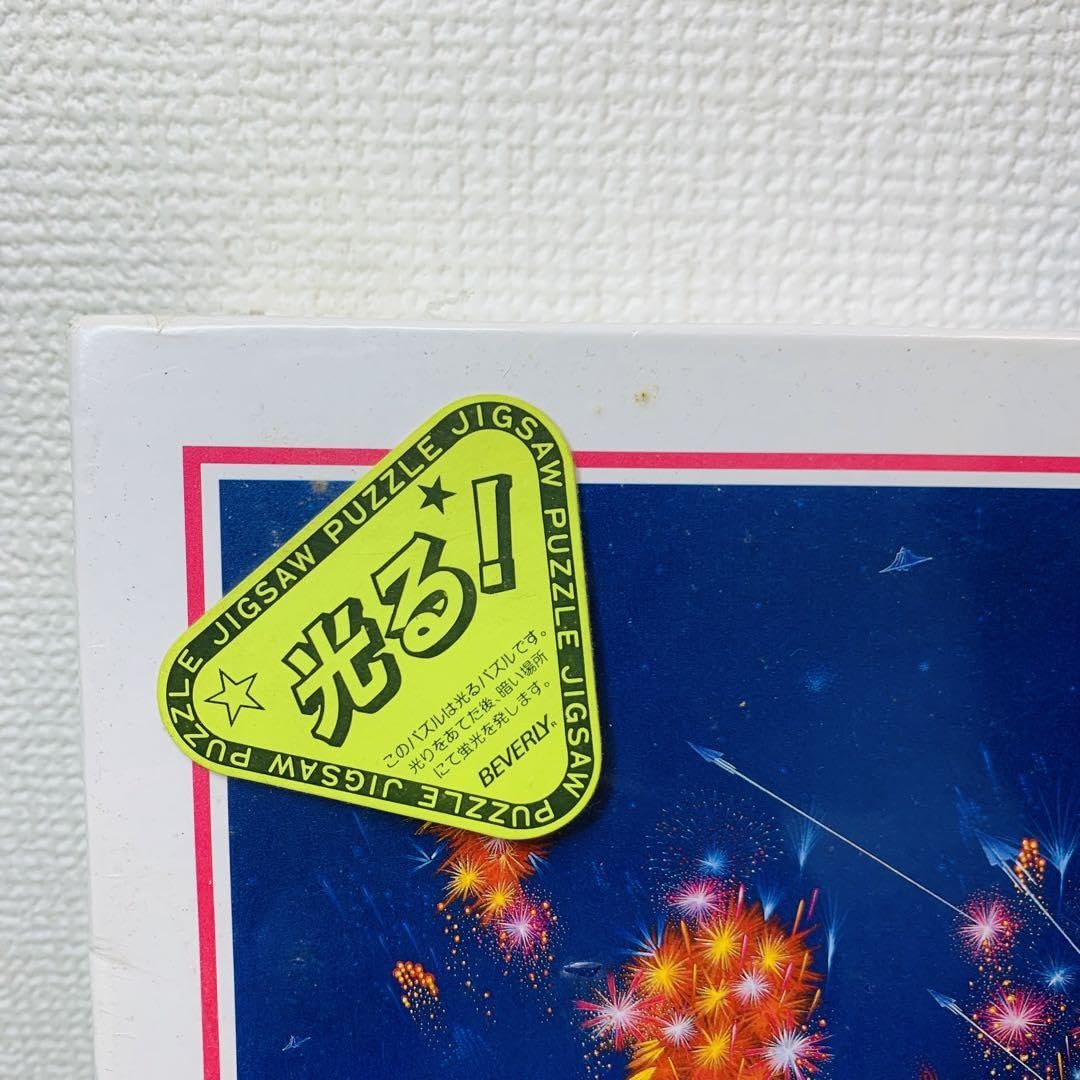 JIGSAW PUZZLE JIGSAW PUZZLE JIGSAW PUZZLE JIGSAW PUZZLE
光る!
このパズルは光るパズルです。
光りをあてた後、暗い場所
にて蛍光を発します。
BEVERLY®